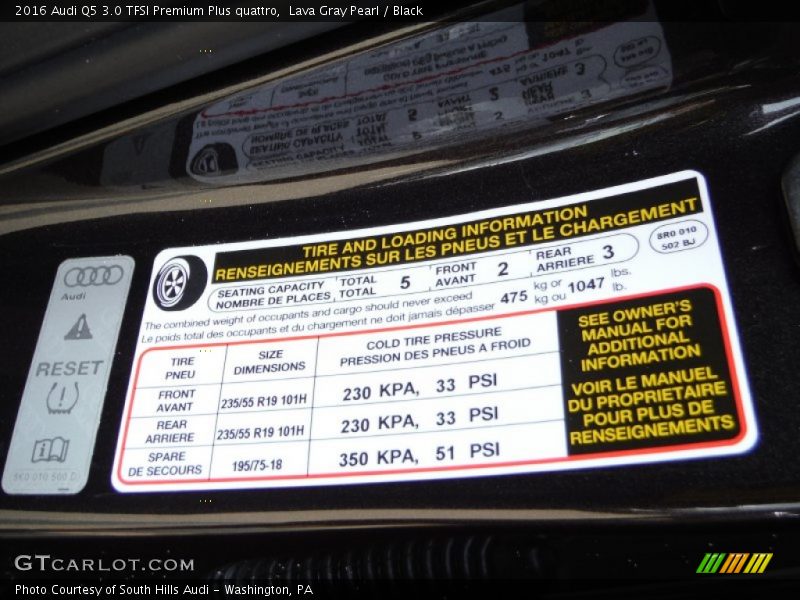 2016 Audi Q5 3.0 TFSI Premium Plus quattro,  Lava Gray Pearl / Black
TIRE AND LOADING INFORMATION
RENSEIGNEMENTS SUR LES PNEUS ET LE CHARGEMENT
SEATING CAPACITY TOTAL 5 FRONT 2 REAR 3
NOMBRE DE PLACES TOTAL AVANT ARRIERE
8R0 010
502 BJ
The combined weight of occupants and cargo should never exceed 475 kg or 1047 lbs.
Le poids total des occupants et du chargement ne doit jamais dépasser kg ou lb.
TIRE SIZE COLD TIRE PRESSURE
PNEU DIMENSIONS PRESSION DES PNEUS A FROID
FRONT
AVANT 235/55 R19 101H 230 KPA, 33 PSI
REAR
ARRIERE 235/55 R19 101H 230 KPA, 33 PSI
SPARE
DE SECOURS 195/75-18 350 KPA, 51 PSI
SEE OWNER'S
MANUAL FOR
ADDITIONAL
INFORMATION
VOIR LE MANUEL
DU PROPRIETAIRE
POUR PLUS DE
RENSEIGNEMENTS
Audi
RESET
8K0 010 500 D
GTCARLOT.COM
Photo Courtesy of South Hills Audi - Washington, PA